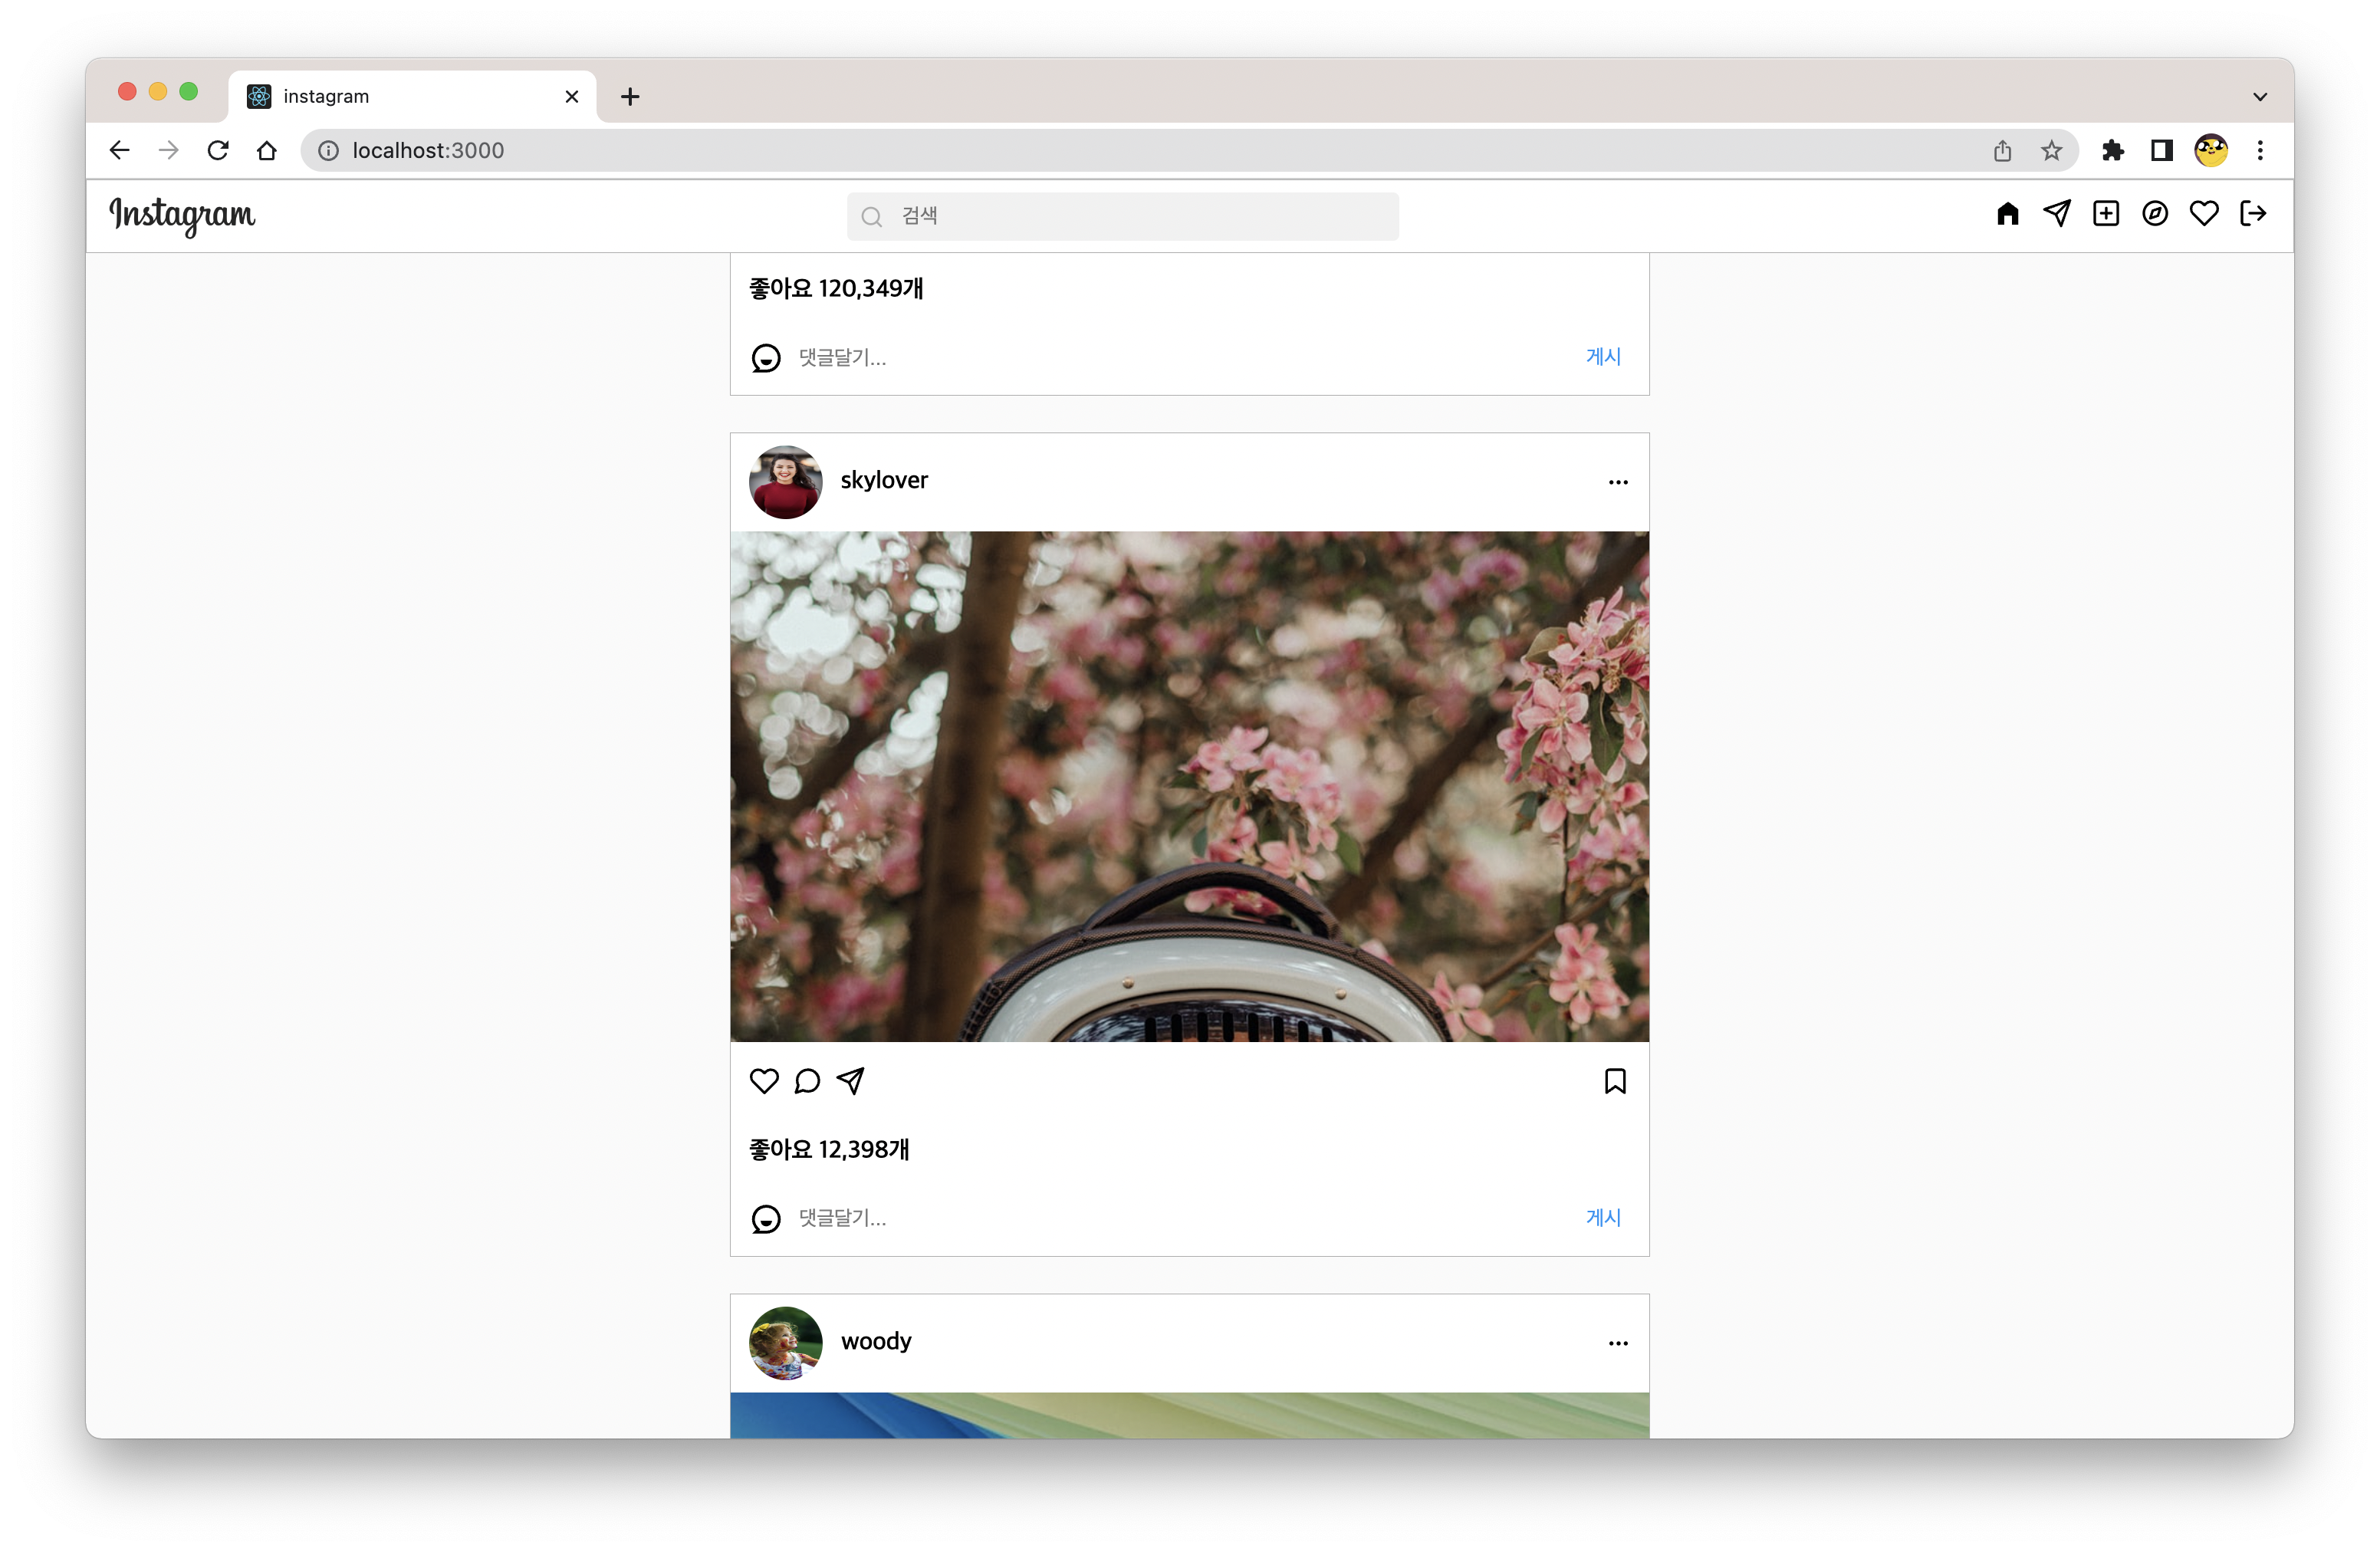 instagram
localhost:3000
Instagram
검색
좋아요 120,349개
댓글달기...
게시
skylover
좋아요 12,398개
댓글달기...
게시
woody